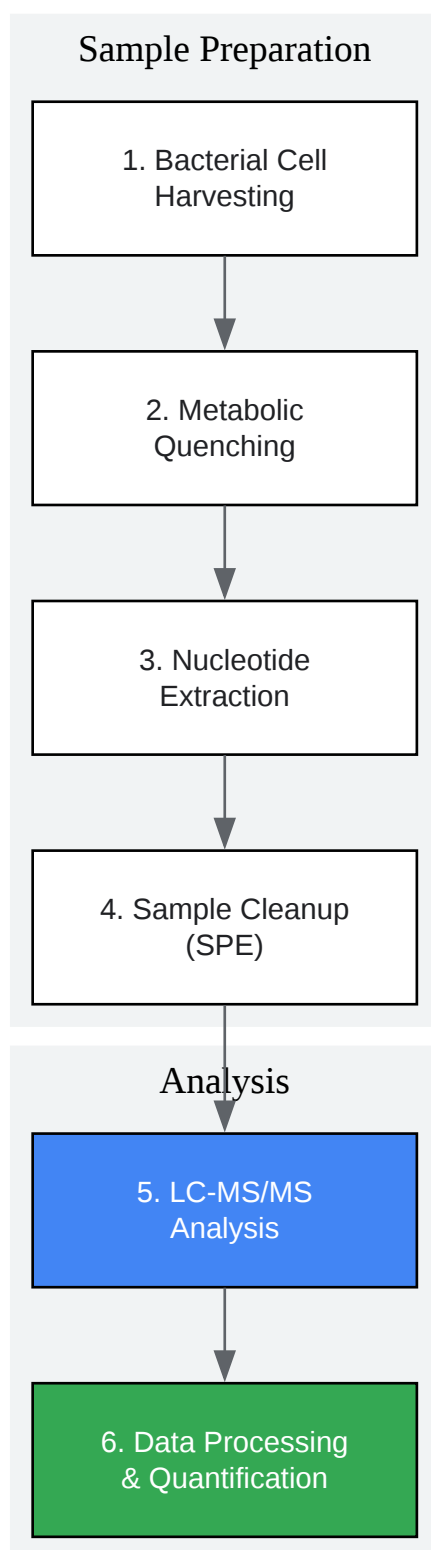 Sample Preparation
1. Bacterial Cell
Harvesting
2. Metabolic
Quenching
3. Nucleotide
Extraction
4. Sample Cleanup
(SPE)
Analysis
5. LC-MS/MS
Analysis
6. Data Processing
& Quantification